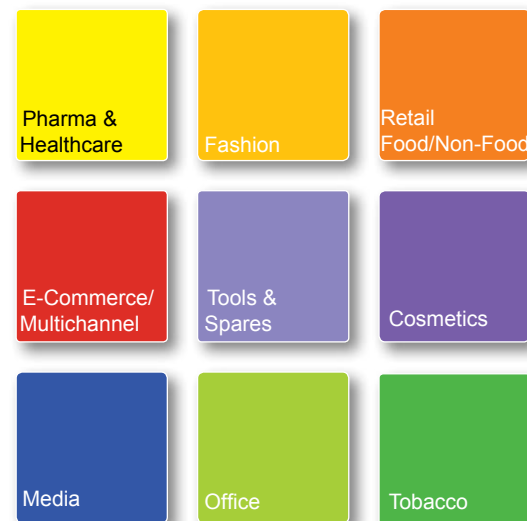 Pharma &
Healthcare
Fashion
Retail
Food/Non-Food
E-Commerce/
Multichannel
Tools &
Spares
Cosmetics
Media
Office
Tobacco